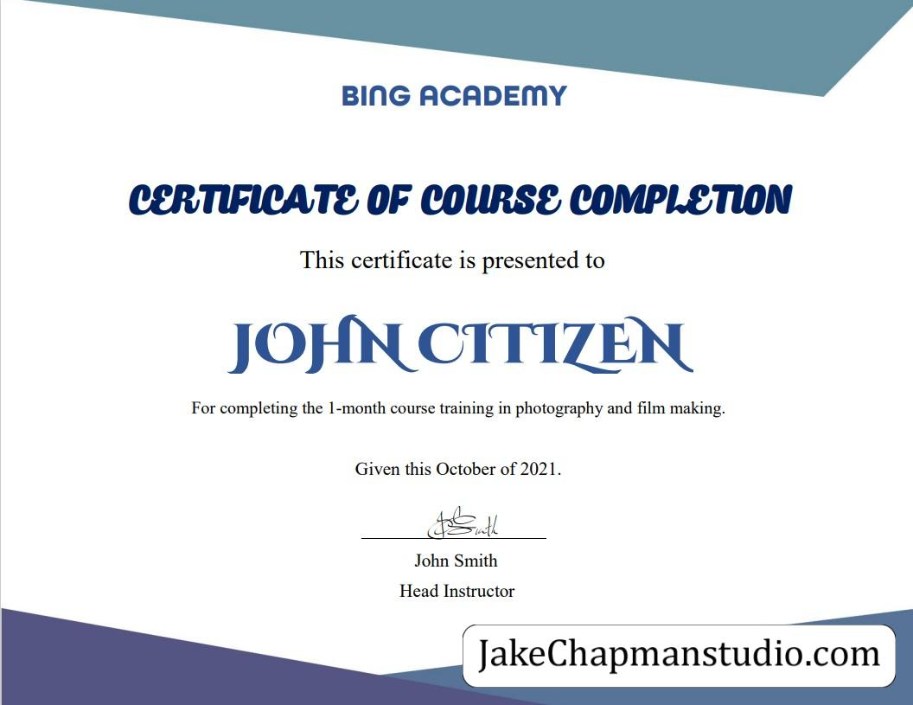 BING ACADEMY
CERTIFICATE OF COURSE COMPLETION
This certificate is presented to
JOHN CITIZEN
For completing the 1-month course training in photography and film making.
Given this October of 2021.
John Smith
Head Instructor
JakeChapmanstudio.com